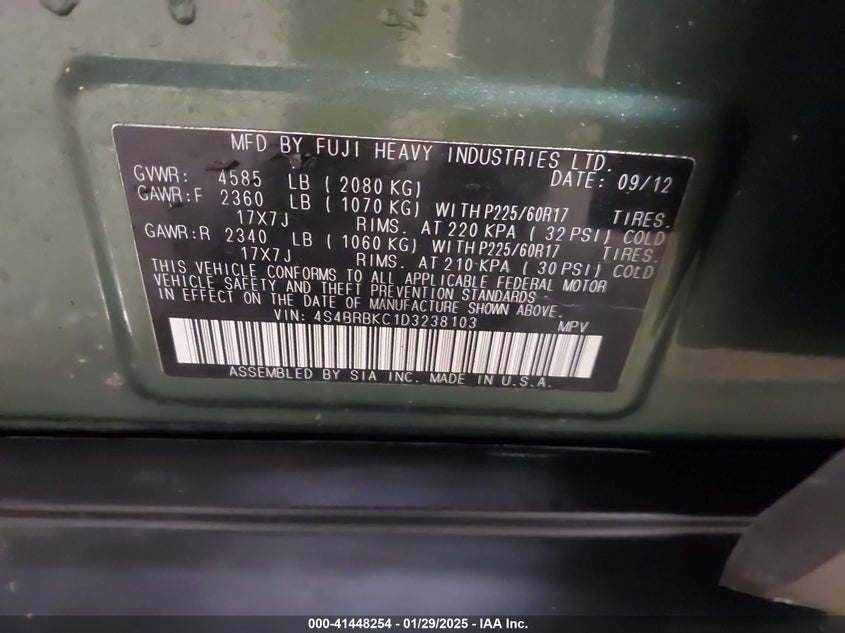 MFD BY FUJI HEAVY INDUSTRIES LTD.
GVWR: 4585 LB ( 2080 KG) DATE: 09/12
GAWR:F 2360 LB ( 1070 KG) WITH P225/60R17 TIRES.
17X7J RIMS. AT 220 KPA ( 32 PSI) COLD
GAWR:R 2340 LB ( 1060 KG) WITH P225/60R17 TIRES.
17X7J RIMS. AT 210 KPA ( 30 PSI) COLD
THIS VEHICLE CONFORMS TO ALL APPLICABLE FEDERAL MOTOR
VEHICLE SAFETY AND THEFT PREVENTION STANDARDS
IN EFFECT ON THE DATE OF MANUFACTURE SHOWN ABOVE.
VIN: 4S4BRBKC1D3238103 MPV
ASSEMBLED BY SIA INC. MADE IN U.S.A.
000-41448254 - 01/29/2025 - IAA Inc.